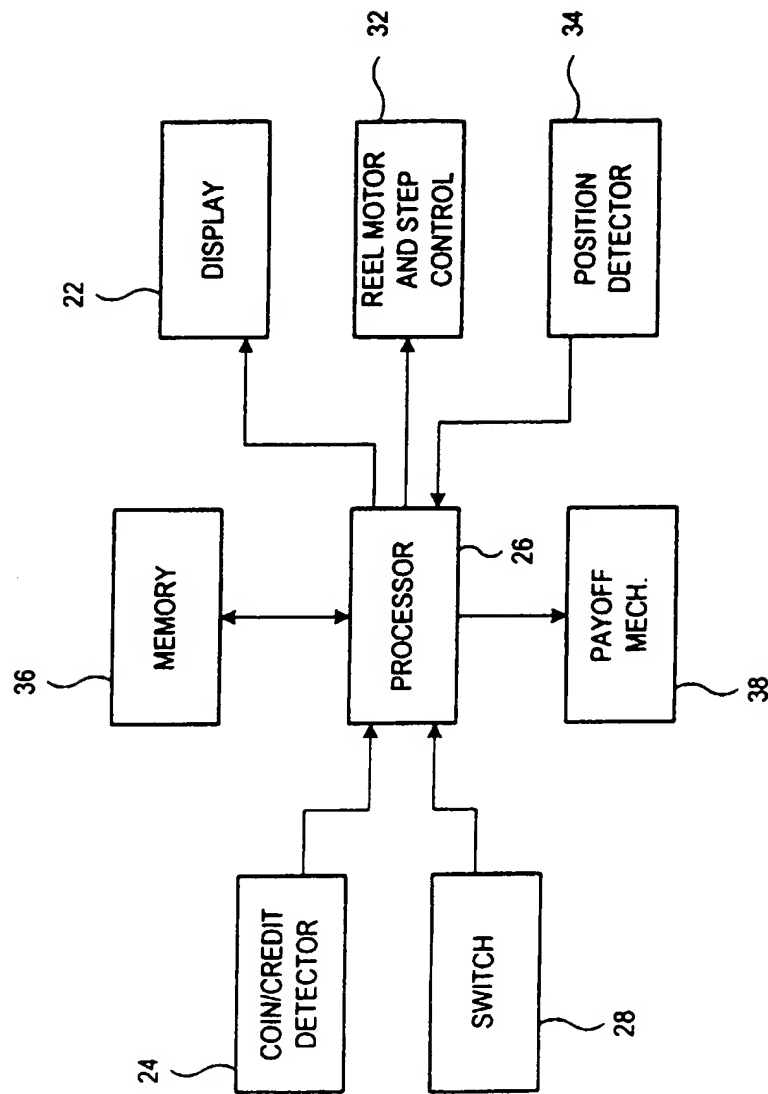 22
DISPLAY
32
REEL MOTOR
AND STEP
CONTROL
34
POSITION
DETECTOR
36
MEMORY
PROCESSOR
26
PAYOFF
MECH.
38
24
COIN/CREDIT
DETECTOR
SWITCH
28